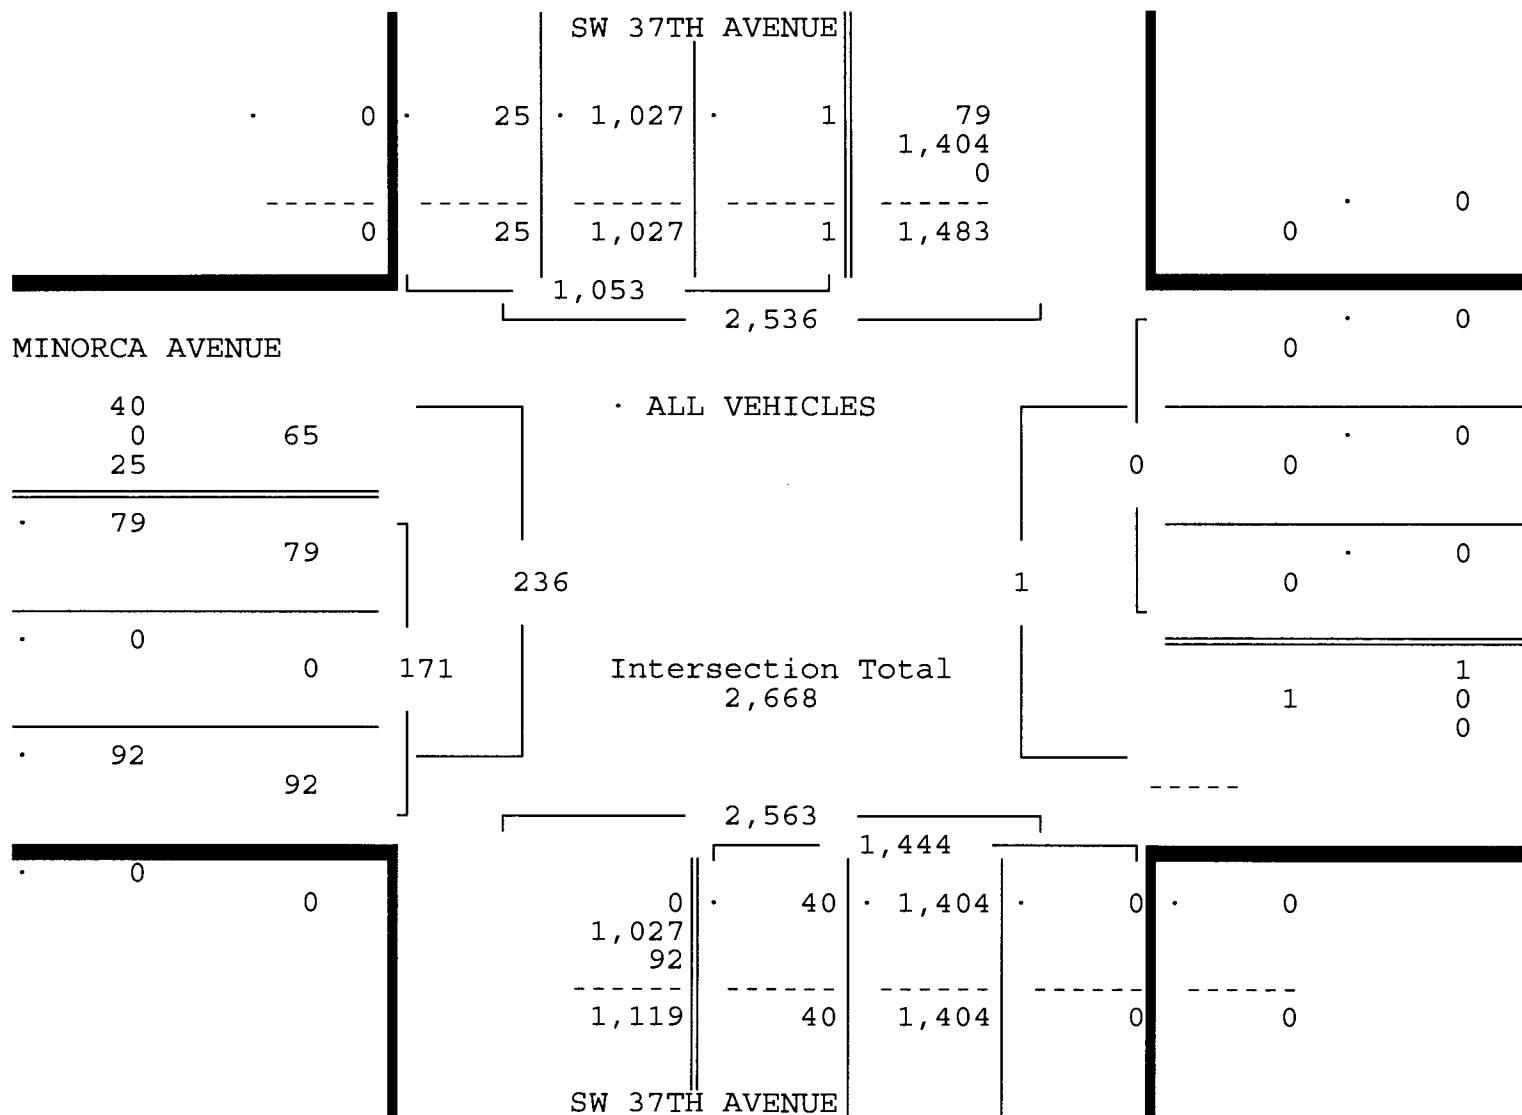 SW 37TH AVENUE
· 0 · 25 · 1,027 · 1 79
1,404
0
------ ------ ------ ------ ------
· 0
0 25 1,027 1 1,483 0
1,053
2,536 · 0
MINORCA AVENUE 0
40 · ALL VEHICLES
0 65 · 0
25 0 0
· 79
79 · 0
236 1 0
· 0
0 171 Intersection Total 1
2,668 1 0
0
· 92
92 -----
2,563
1,444
· 0
0 0 · 40 · 1,404 · 0 · 0
1,027
92
------ ------ ------ ------ ------
1,119 40 1,404 0 0
SW 37TH AVENUE